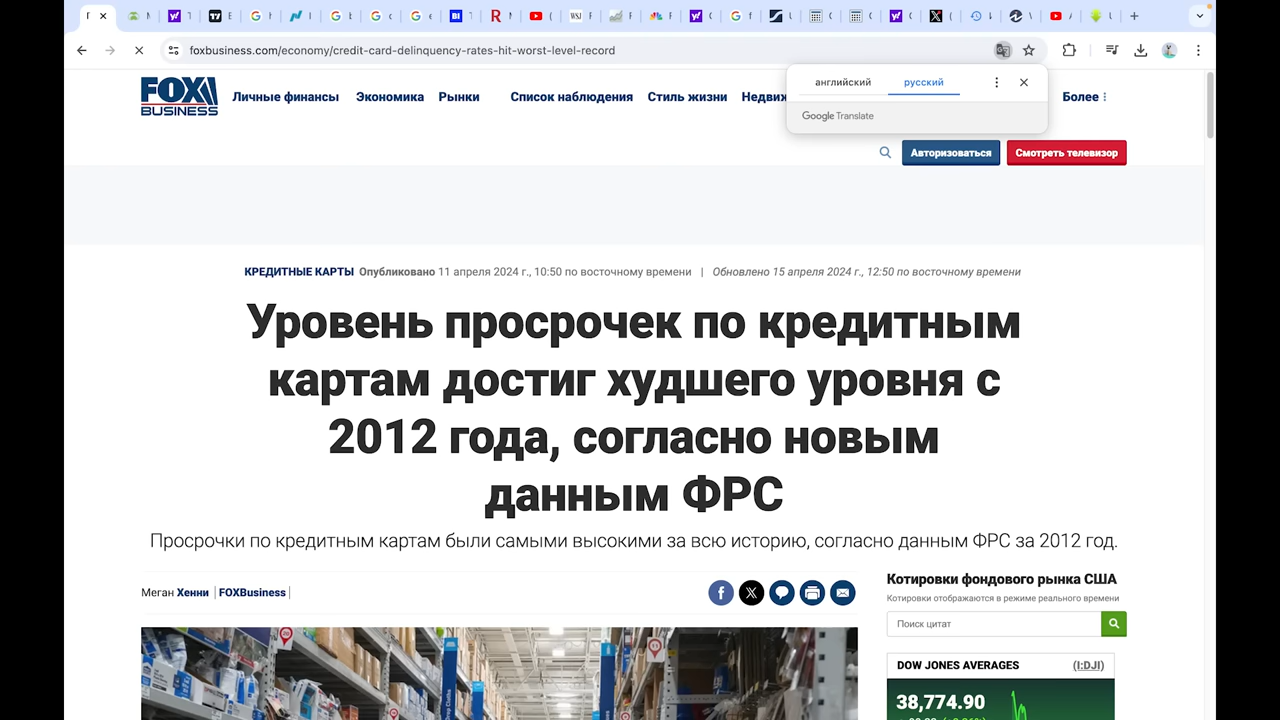 foxbusiness.com/economy/credit-card-delinquency-rates-hit-worst-level-record
английский русский
Google Translate
FOX
BUSINESS
Личные финансы Экономика Рынки Список наблюдения Стиль жизни Недвиж Более
Авторизоваться Смотреть телевизор
КРЕДИТНЫЕ КАРТЫ Опубликовано 11 апреля 2024 г., 10:50 по восточному времени | Обновлено 15 апреля 2024 г., 12:50 по восточному времени
Уровень просрочек по кредитным
картам достиг худшего уровня с
2012 года, согласно новым
данным ФРС
Просрочки по кредитным картам были самыми высокими за всю историю, согласно данным ФРС за 2012 год.
Меган Хенни | FOXBusiness |
Котировки фондового рынка США
Котировки отображаются в режиме реального времени
Поиск цитат
DOW JONES AVERAGES (I:DJI)
38,774.90